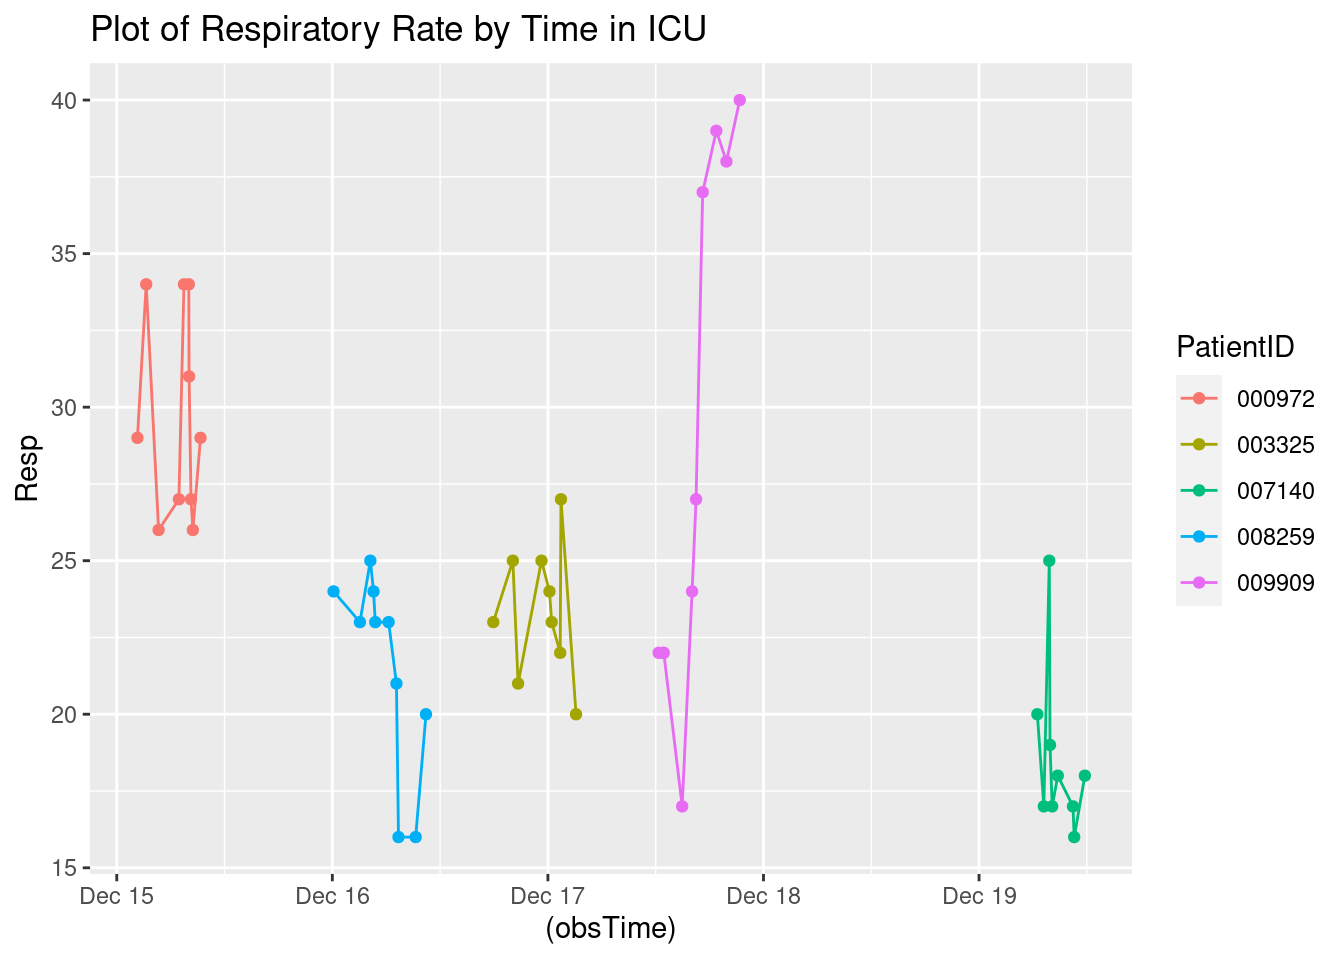 Plot of Respiratory Rate by Time in ICU
40
35
30
25
20
15
Resp
Dec 15 Dec 16 Dec 17 Dec 18 Dec 19
(obsTime)
PatientID
000972
003325
007140
008259
009909